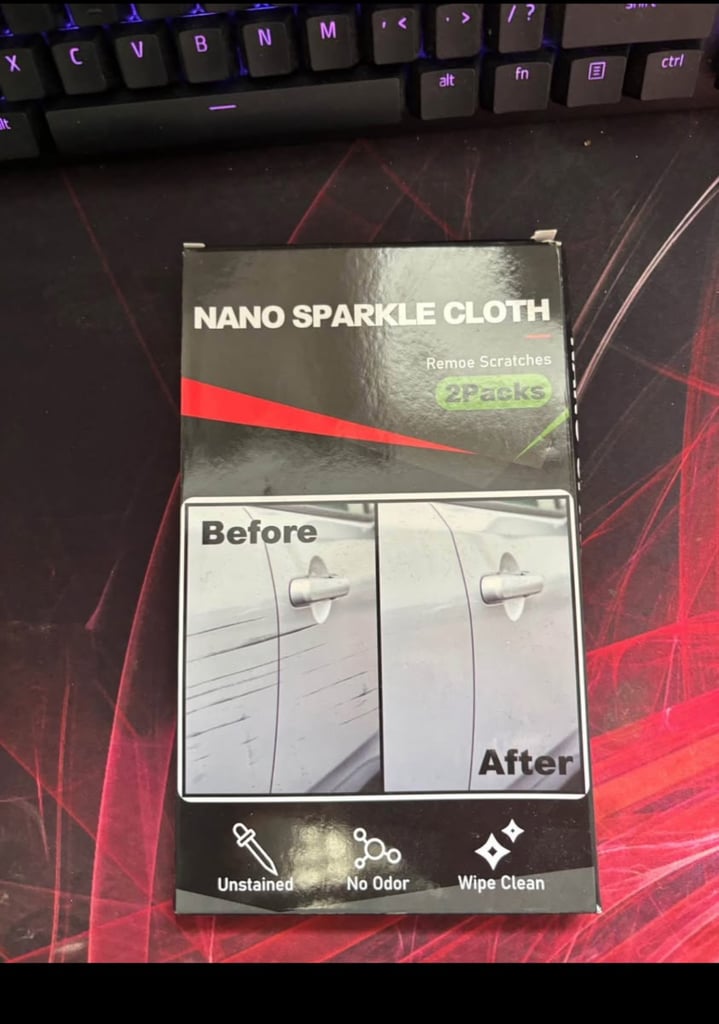 X C V B N M , < . > / ?
alt fn ctrl
NANO SPARKLE CLOTH
Remoe Scratches
2Packs
Before
After
Unstained No Odor Wipe Clean